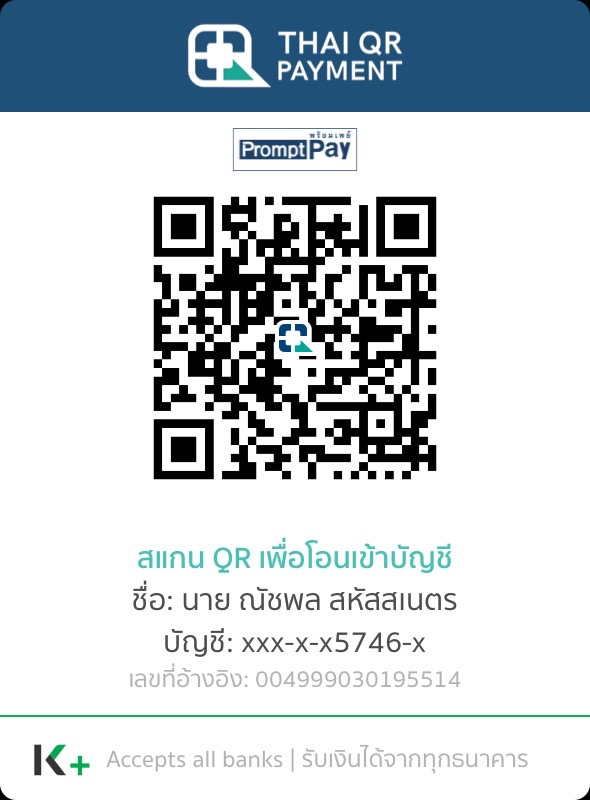 THAI QR
PAYMENT
พร้อมเพย์
PromptPay
สแกน QR เพื่อโอนเข้าบัญชี
ชื่อ: นาย ณัชพล สหัสสเนตร
บัญชี: xxx-x-x5746-x
เลขที่อ้างอิง: 004999030195514
K+ Accepts all banks | รับเงินได้จากทุกธนาคาร